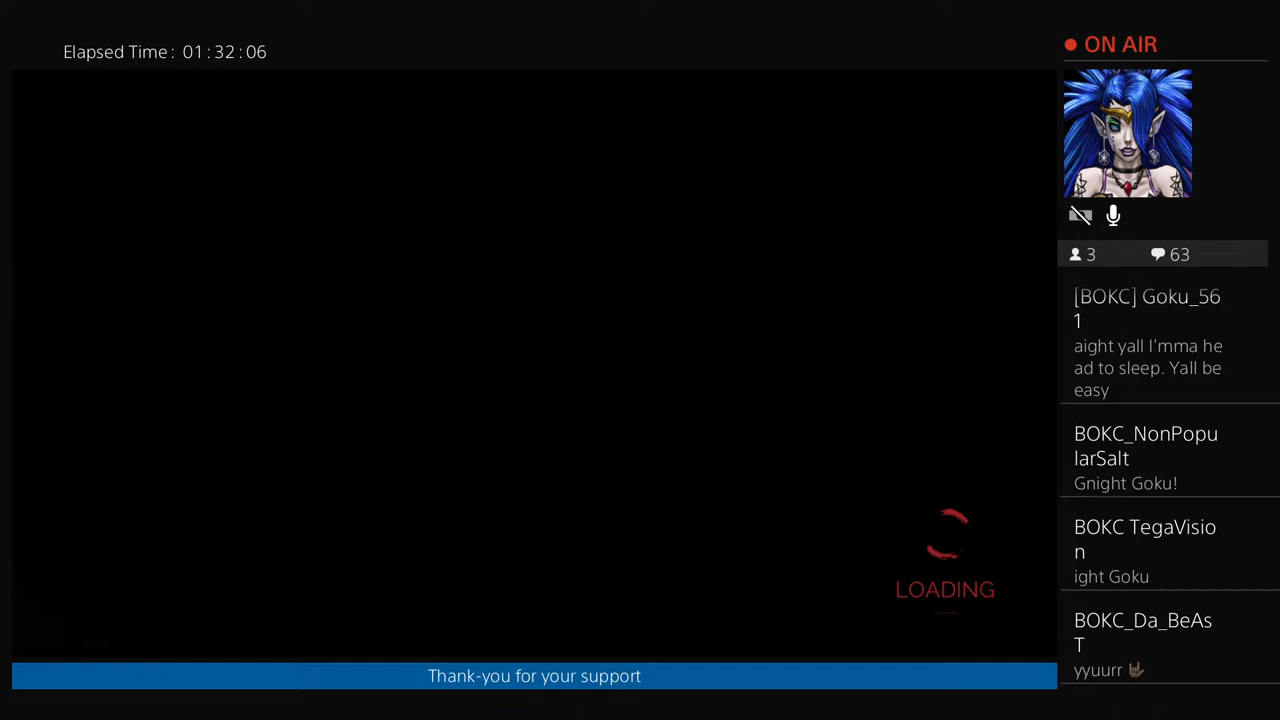 Elapsed Time: 01:32:06
ON AIR
3
63
[BOKC] Goku_56
1
aight yall I'mma he
ad to sleep. Yall be
easy
BOKC_NonPopu
larSalt
Gnight Goku!
BOKC TegaVisio
n
ight Goku
BOKC_Da_BeAs
T
yyuurr 🤟🏿
LOADING
Thank-you for your support